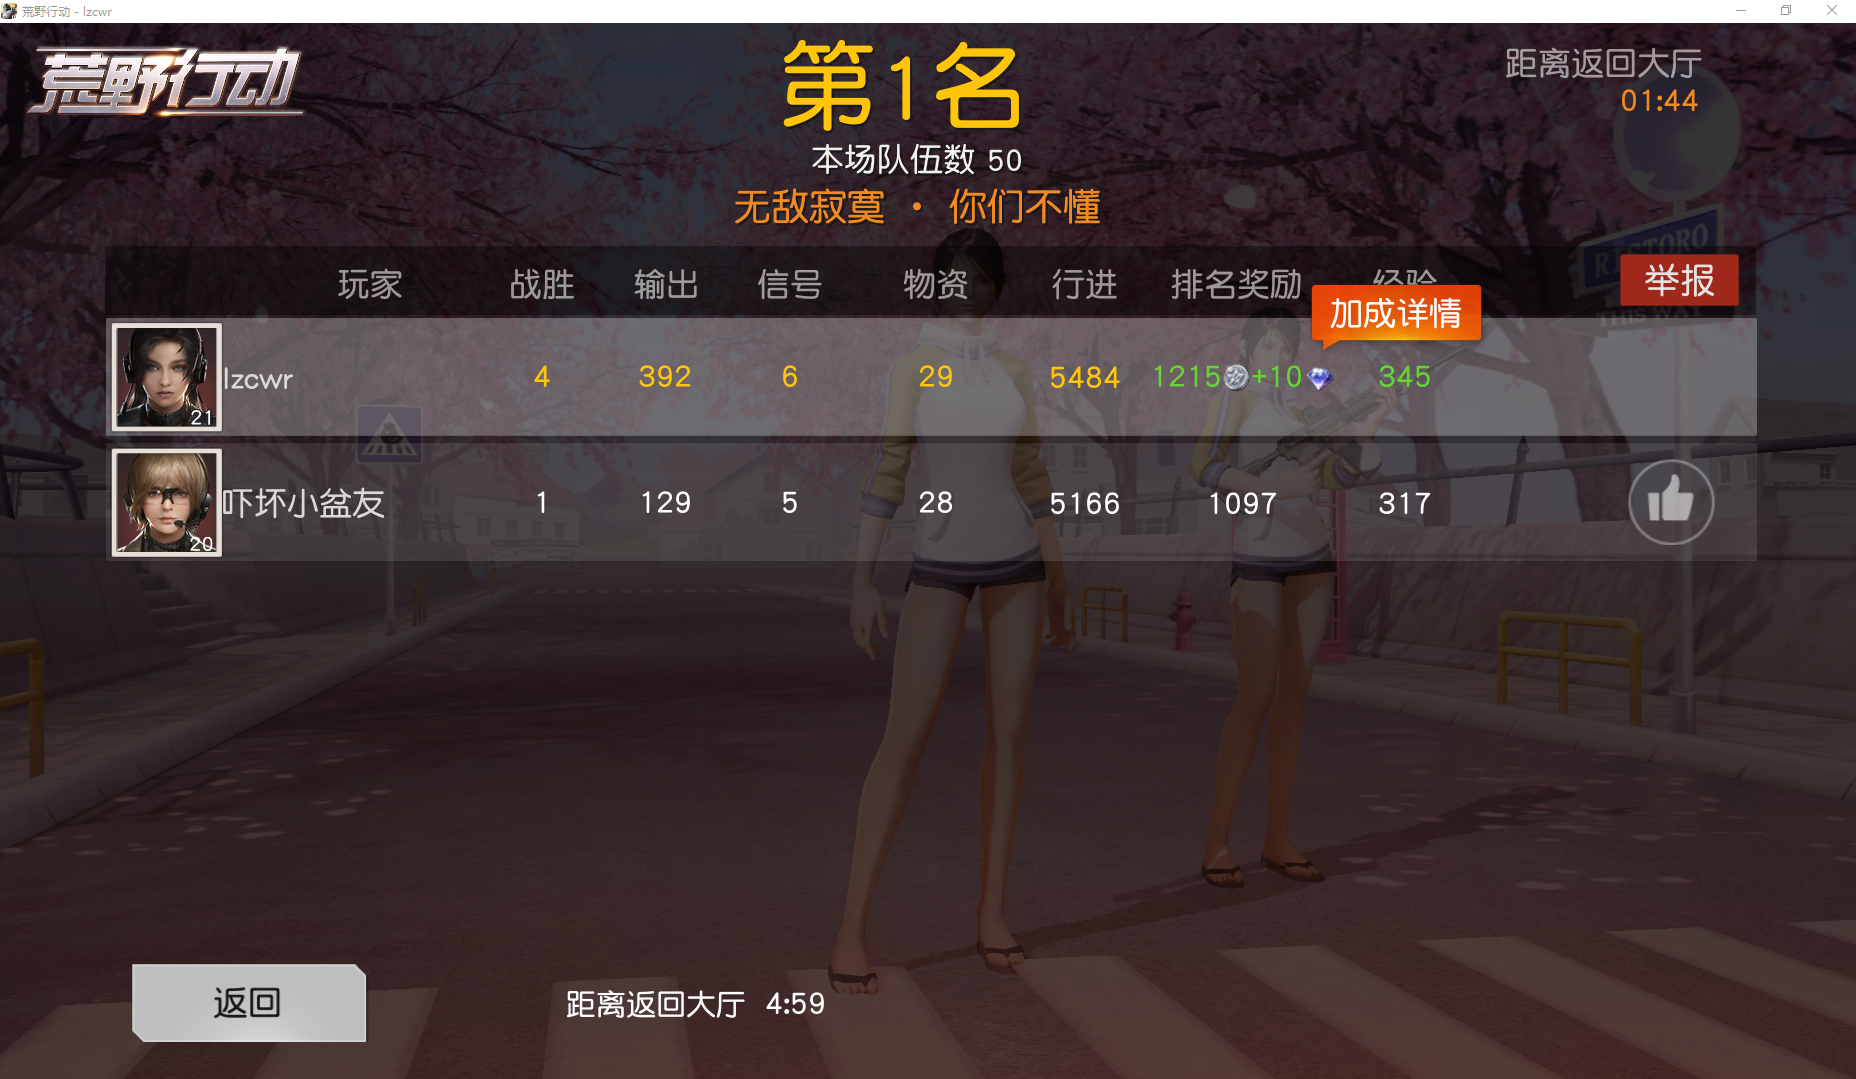 荒野行动 - lzcwr
荒野行动
第1名
距离返回大厅
01:44
本场队伍数 50
无敌寂寞 · 你们不懂
玩家 战胜 输出 信号 物资 行进 排名奖励 经验 举报
加成详情
lzcwr 4 392 6 29 5484 1215+10 345
21
吓坏小盆友 1 129 5 28 5166 1097 317
20
THIS WAY
返回
距离返回大厅 4:59